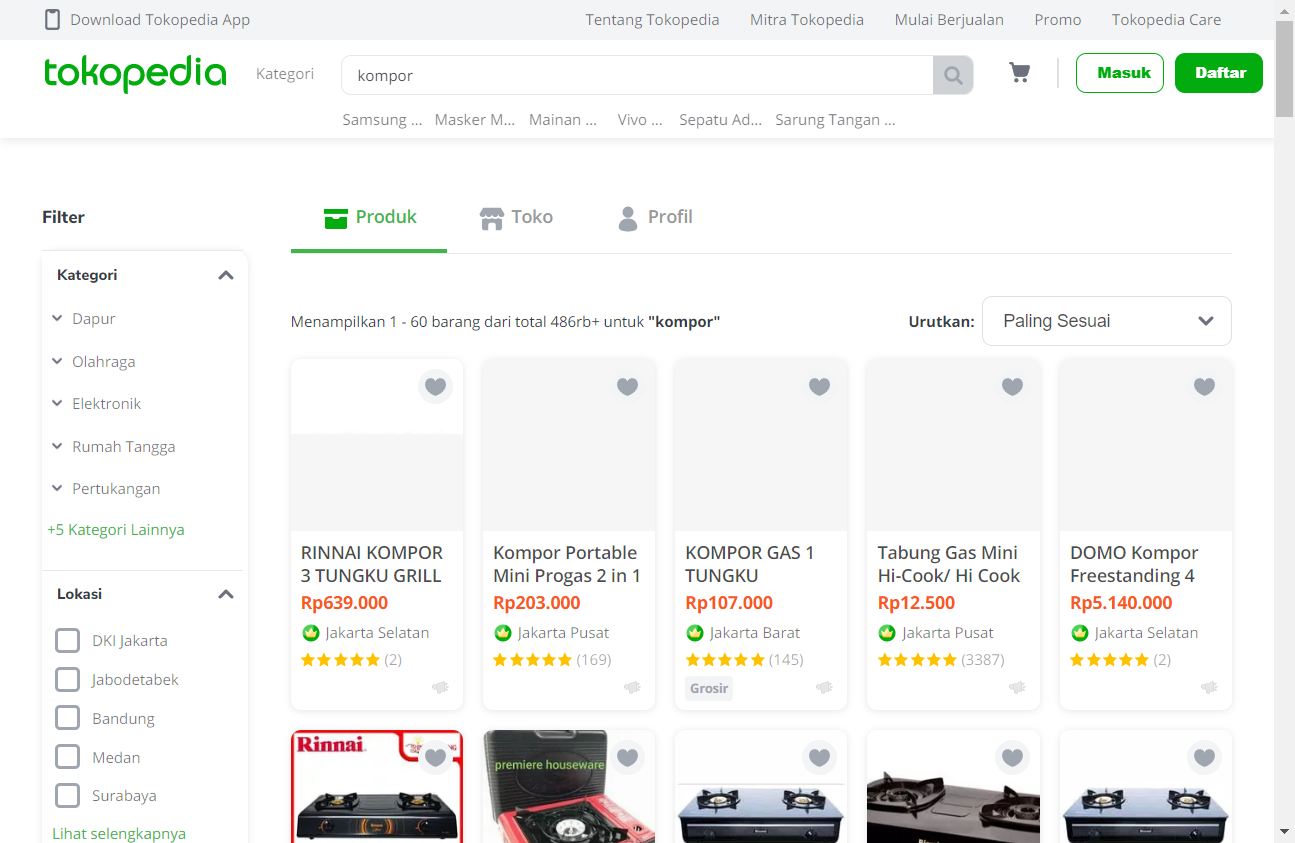 Download Tokopedia App
Tentang Tokopedia
Mitra Tokopedia
Mulai Berjualan
Promo
Tokopedia Care
tokopedia
Kategori
kompor
Masuk
Daftar
Samsung ...
Masker M...
Mainan ...
Vivo ...
Sepatu Ad...
Sarung Tangan ...
Filter
Kategori
Dapur
Olahraga
Elektronik
Rumah Tangga
Pertukangan
+5 Kategori Lainnya
Lokasi
DKI Jakarta
Jabodetabek
Bandung
Medan
Surabaya
Lihat selengkapnya
Produk
Toko
Profil
Menampilkan 1 - 60 barang dari total 486rb+ untuk "kompor"
Urutkan:
Paling Sesuai
RINNAI KOMPOR
3 TUNGKU GRILL
Rp639.000
Jakarta Selatan
(2)
Kompor Portable
Mini Progas 2 in 1
Rp203.000
Jakarta Pusat
(169)
KOMPOR GAS 1
TUNGKU
Rp107.000
Jakarta Barat
(145)
Grosir
Tabung Gas Mini
Hi-Cook/ Hi Cook
Rp12.500
Jakarta Pusat
(3387)
DOMO Kompor
Freestanding 4
Rp5.140.000
Jakarta Selatan
(2)
Rinnai
premiere houseware